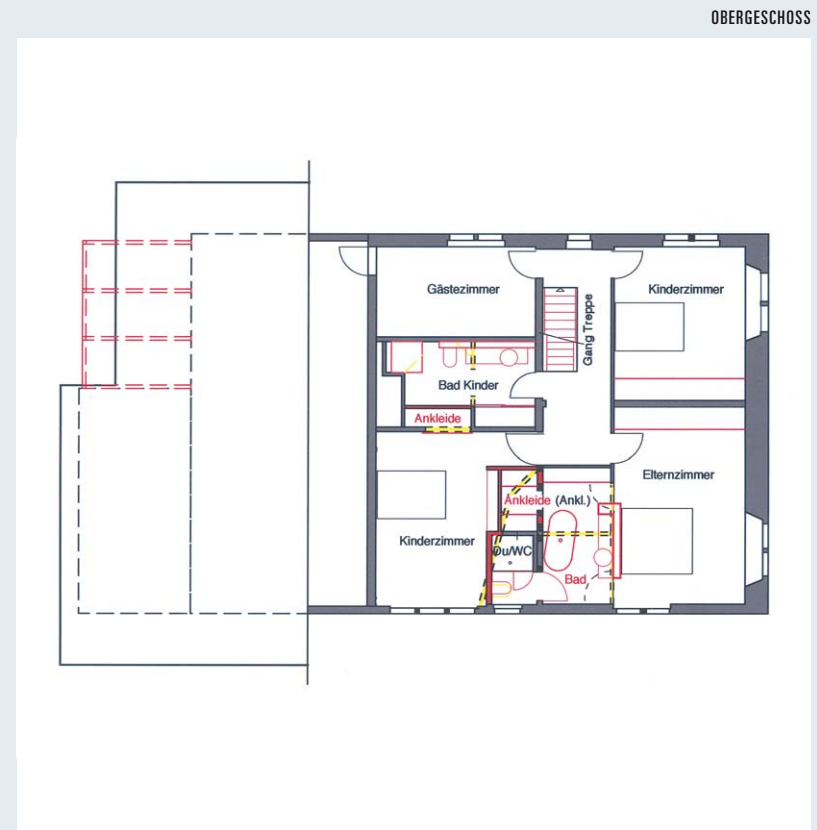 OBERGESCHOSS
Gästezimmer
Kinderzimmer
Gang Treppe
Bad Kinder
Ankleide
Elternzimmer
Ankleide (Ankl.)
Kinderzimmer
Du/WC
Bad